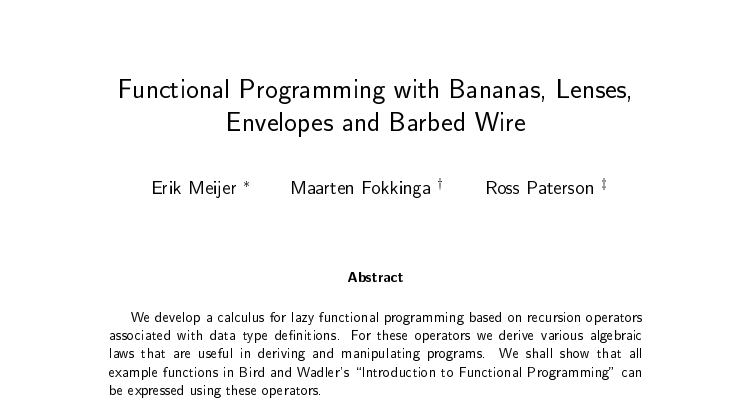 Functional Programming with Bananas, Lenses,
Envelopes and Barbed Wire
Erik Meijer * Maarten Fokkinga † Ross Paterson ‡
Abstract
We develop a calculus for lazy functional programming based on recursion operators
associated with data type definitions. For these operators we derive various algebraic
laws that are useful in deriving and manipulating programs. We shall show that all
example functions in Bird and Wadler's “Introduction to Functional Programming” can
be expressed using these operators.